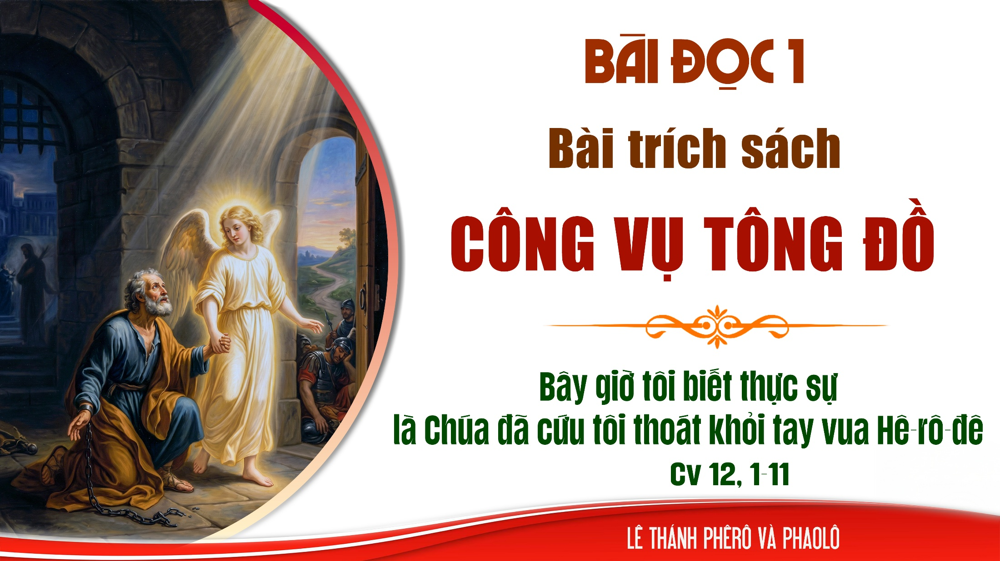 BÀI ĐỌC 1
Bài trích sách
CÔNG VỤ TÔNG ĐỒ
Bây giờ tôi biết thực sự
là Chúa đã cứu tôi thoát khỏi tay vua Hê-rô-đê
Cv 12, 1-11
LÊ THÁNH PHÊRÔ VÀ PHAOLÔ